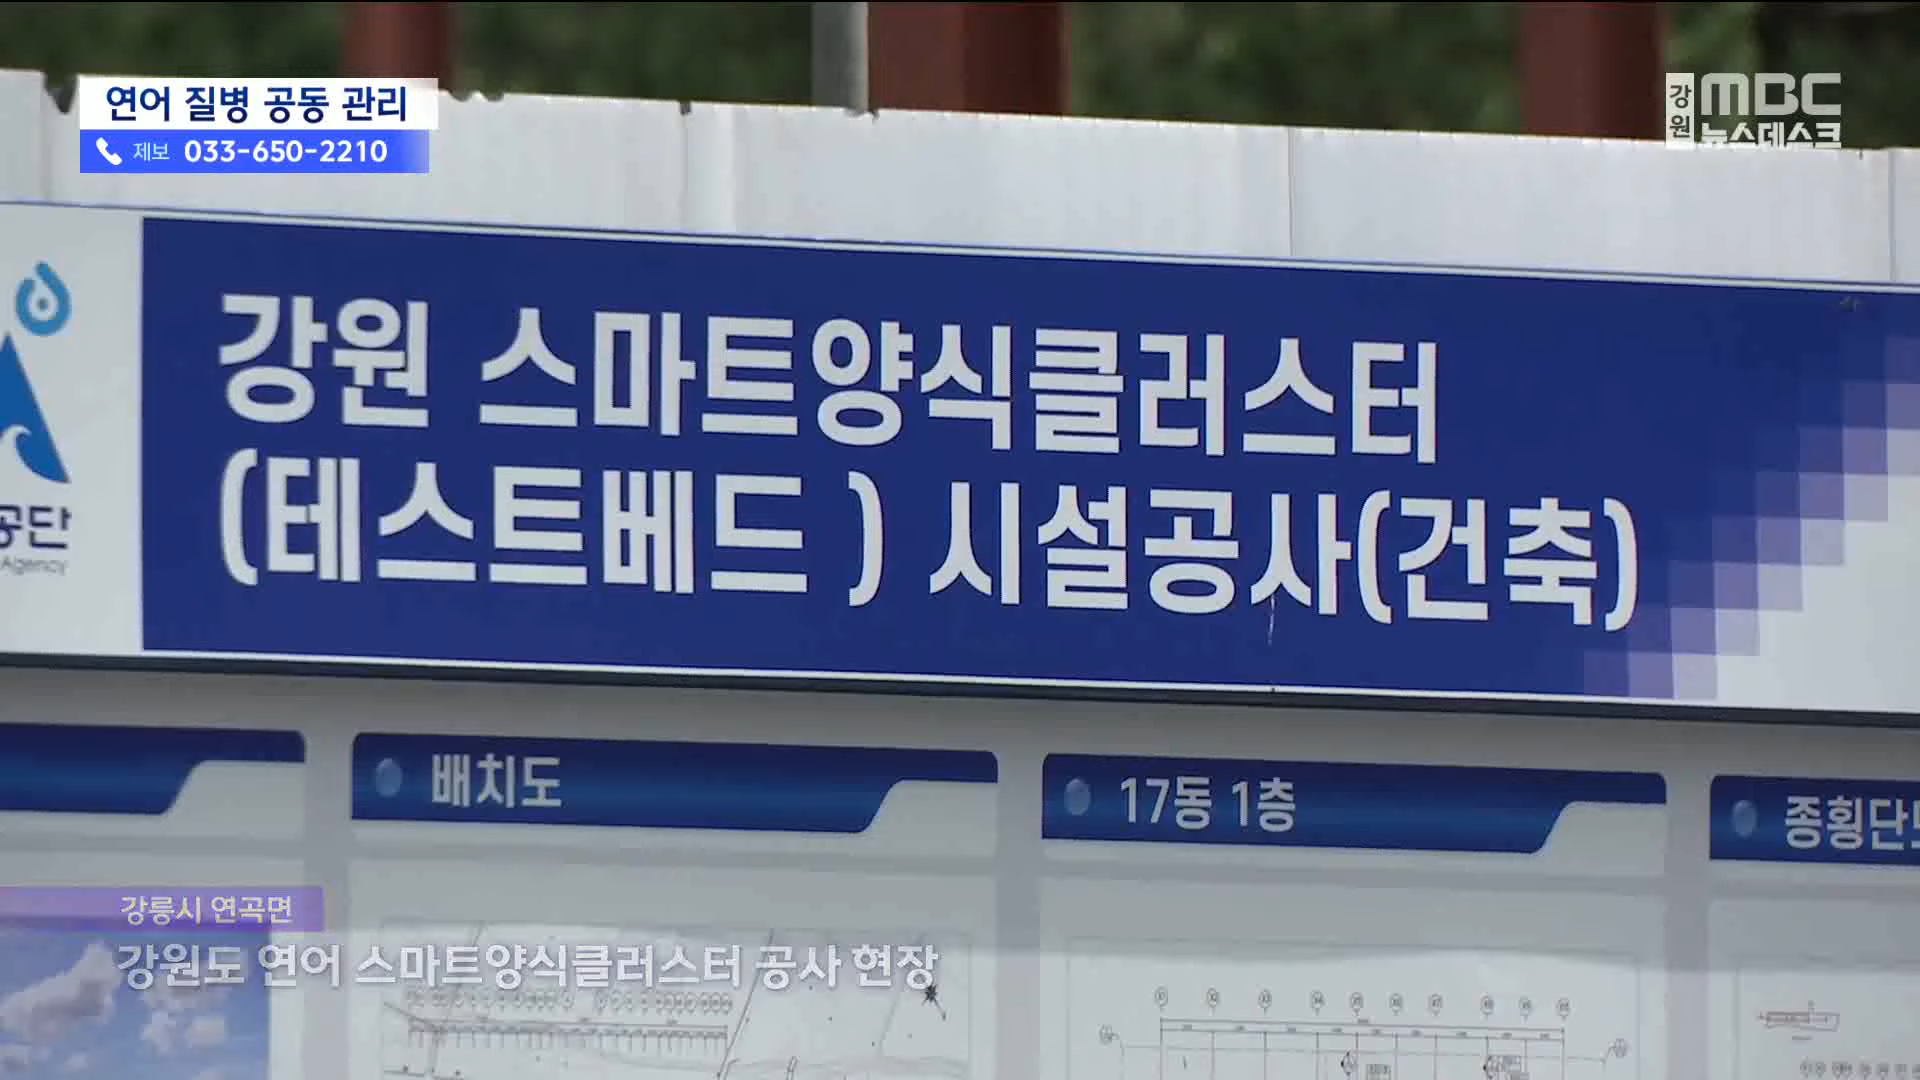 연어 질병 공동 관리
제보 033-650-2210
강원
MBC
뉴스데스크
강원 스마트양식클러스터
(테스트베드 ) 시설공사(건축)
공단
Agency
배치도
17동 1층
종횡단
강릉시 연곡면
강원도 연어 스마트양식클러스터 공사 현장